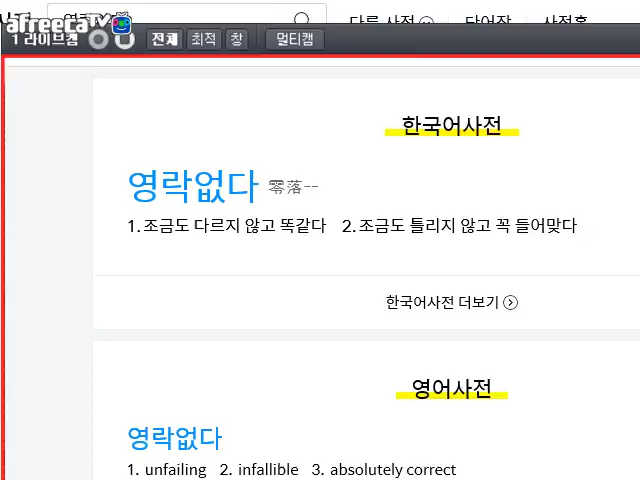 afreecaTV
다른 사전 단어장 사전홈
1 라이브캠 전체 최적 창 멀티캠
한국어사전
영락없다 零落--
1. 조금도 다르지 않고 똑같다 2. 조금도 틀리지 않고 꼭 들어맞다
한국어사전 더보기
영어사전
영락없다
1. unfailing 2. infallible 3. absolutely correct